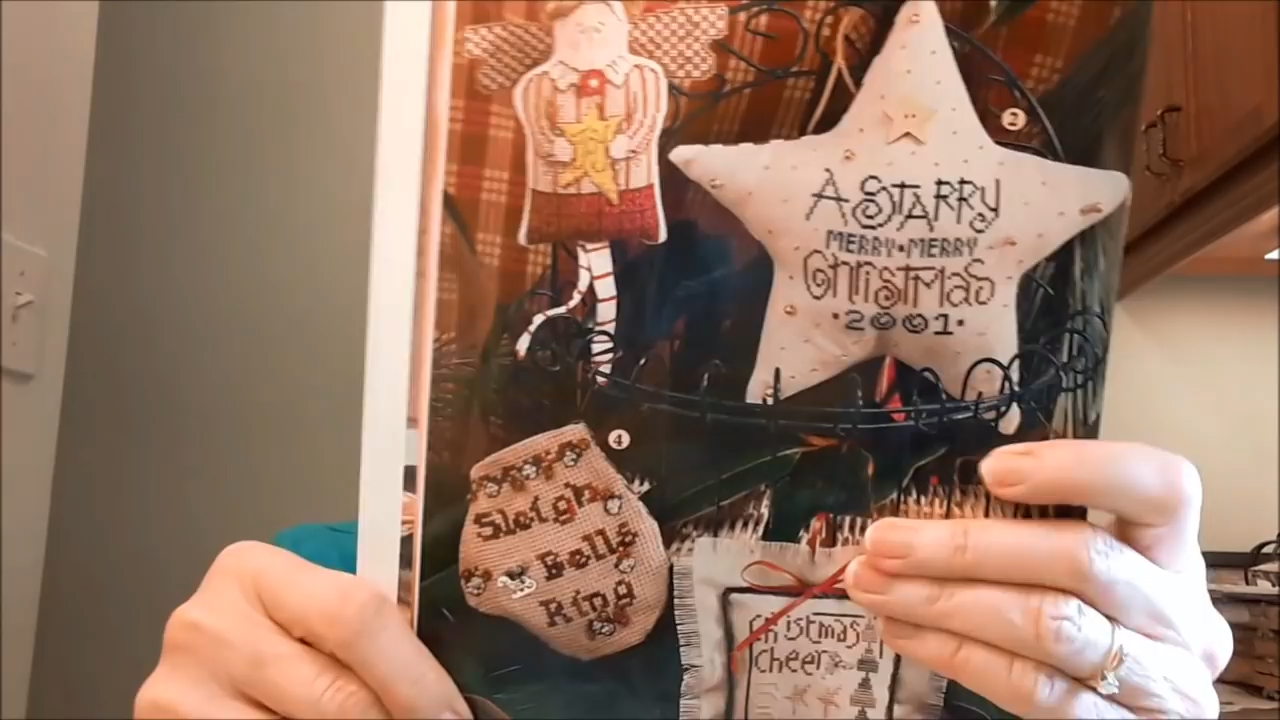 2
A STARRY
MERRY•MERRY
Christmas
•2001•
4
Sleigh
Bells
Ring
Christmas
cheer